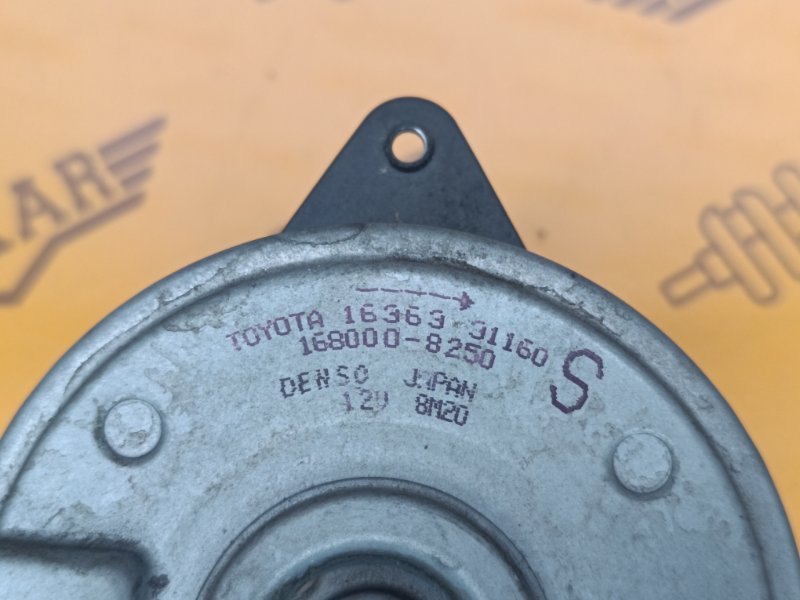 TOYOTA 16363-31160
168000-8250
S
DENSO JAPAN
12V 8M20